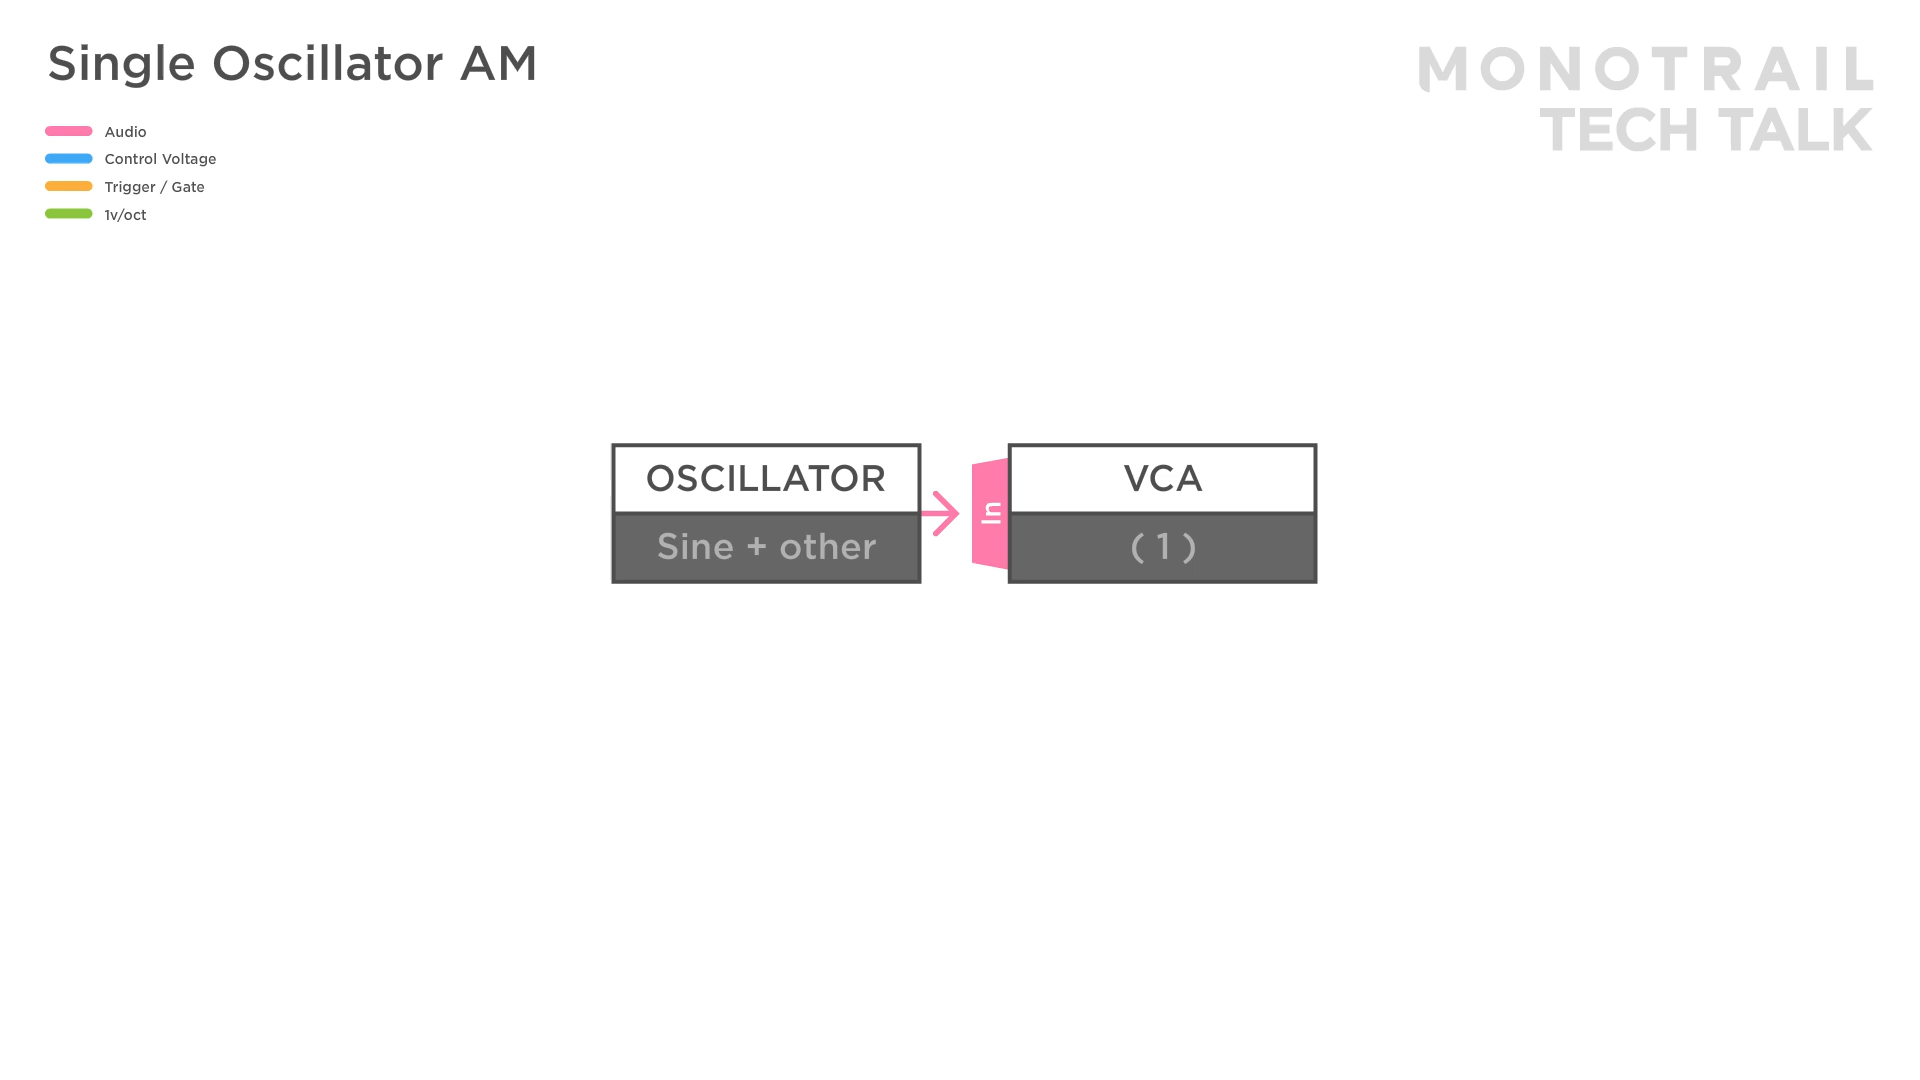 Single Oscillator AM
MONOTRAIL
TECH TALK
Audio
Control Voltage
Trigger / Gate
1v/oct
OSCILLATOR
Sine + other
In
VCA
( 1 )